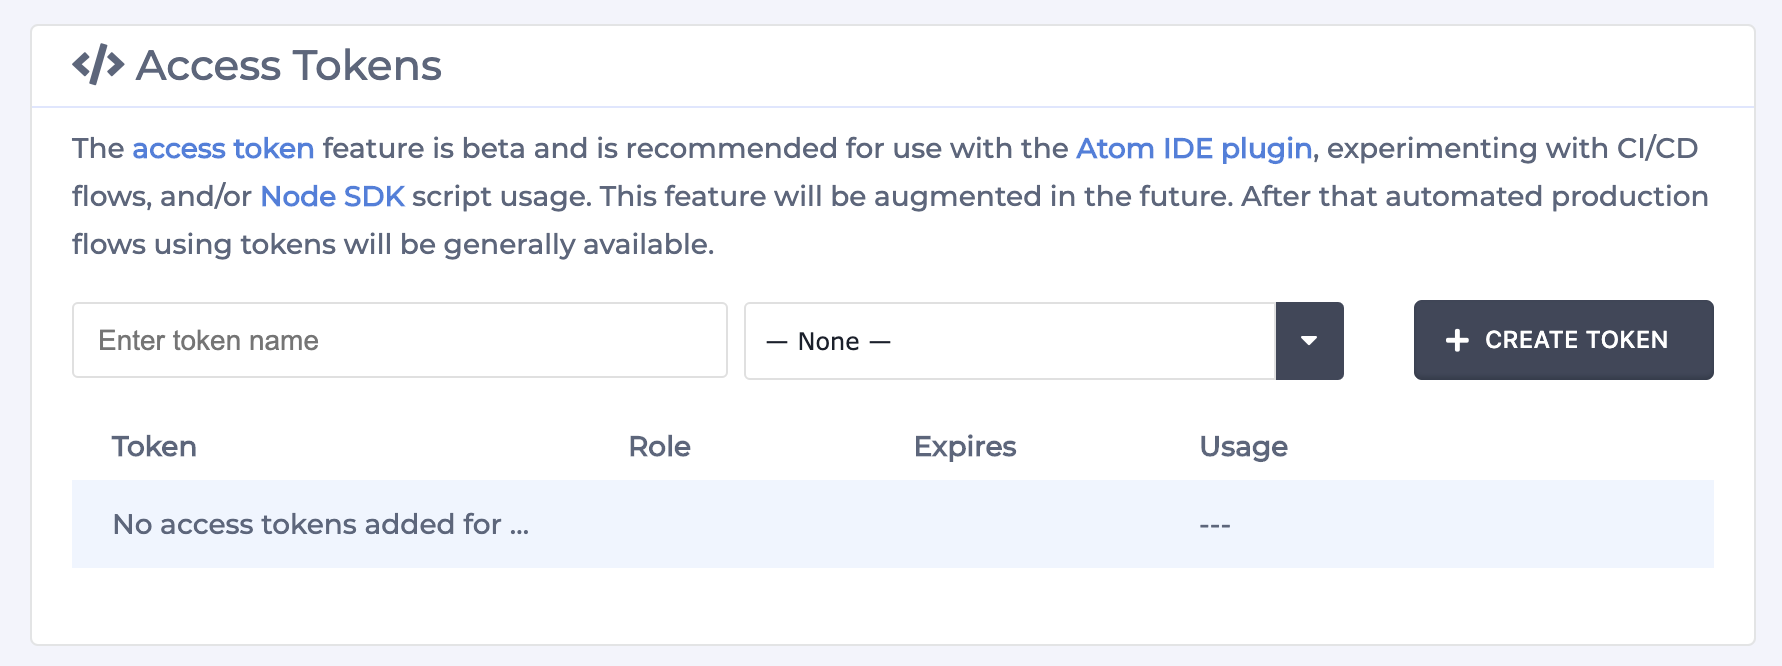 Access Tokens
The access token feature is beta and is recommended for use with the Atom IDE plugin, experimenting with CI/CD
flows, and/or Node SDK script usage. This feature will be augmented in the future. After that automated production
flows using tokens will be generally available.
Enter token name
— None —
CREATE TOKEN
Token Role Expires Usage
No access tokens added for ... ---